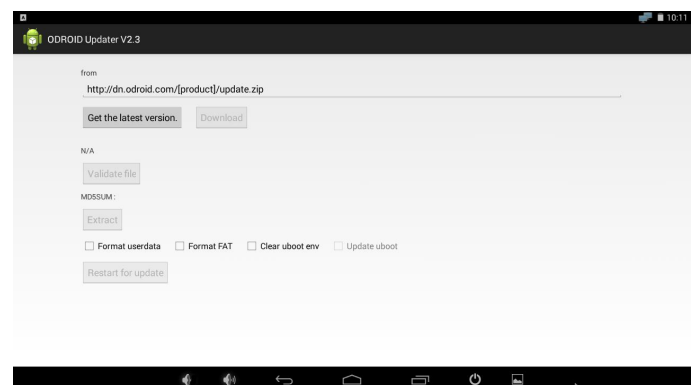 A
10:11
ODROID Updater V2.3
from
http://dn.odroid.com/[product]/update.zip
Get the latest version. Download
N/A
Validate file
MD5SUM :
Extract
Format userdata Format FAT Clear uboot env Update uboot
Restart for update